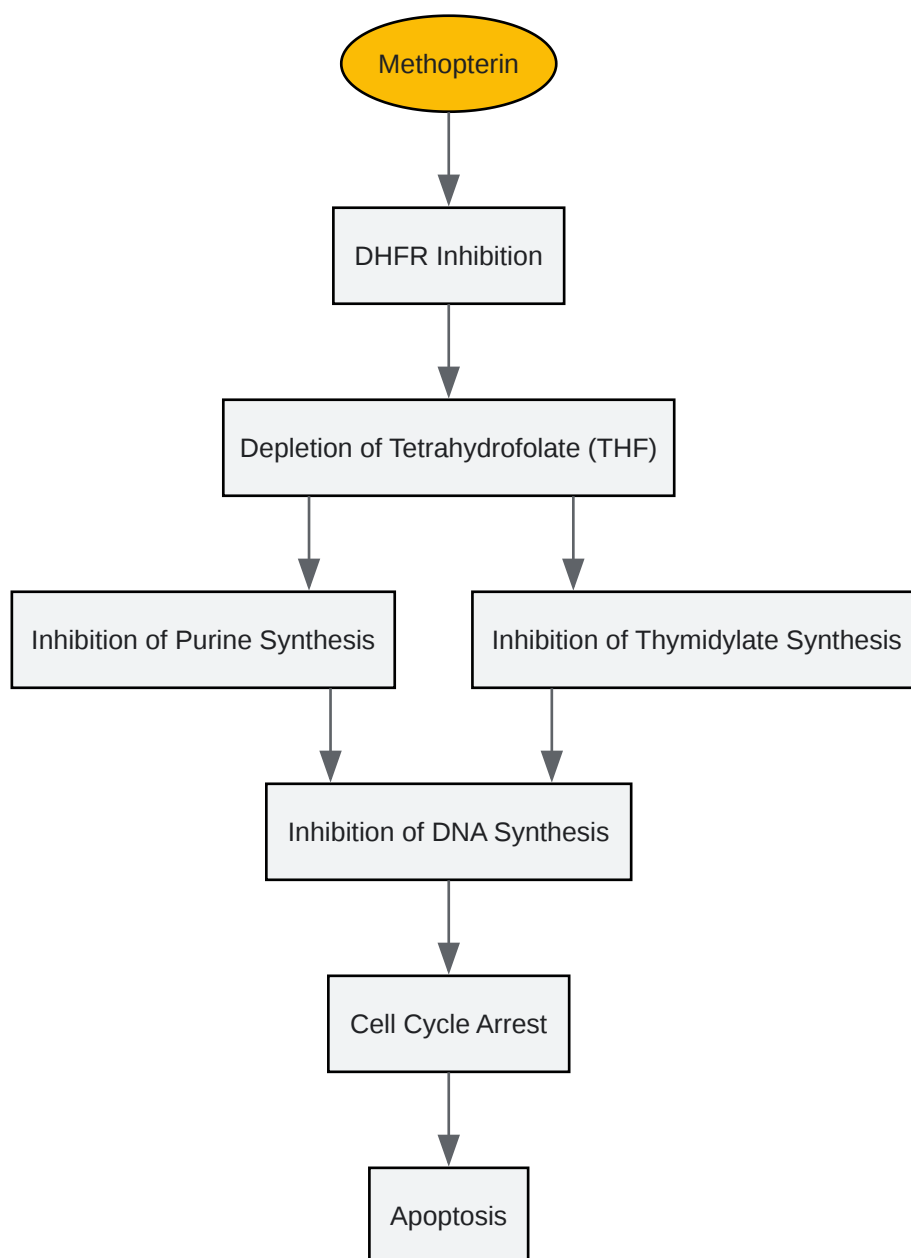 Methopterin
DHFR Inhibition
Depletion of Tetrahydrofolate (THF)
Inhibition of Purine Synthesis
Inhibition of Thymidylate Synthesis
Inhibition of DNA Synthesis
Cell Cycle Arrest
Apoptosis